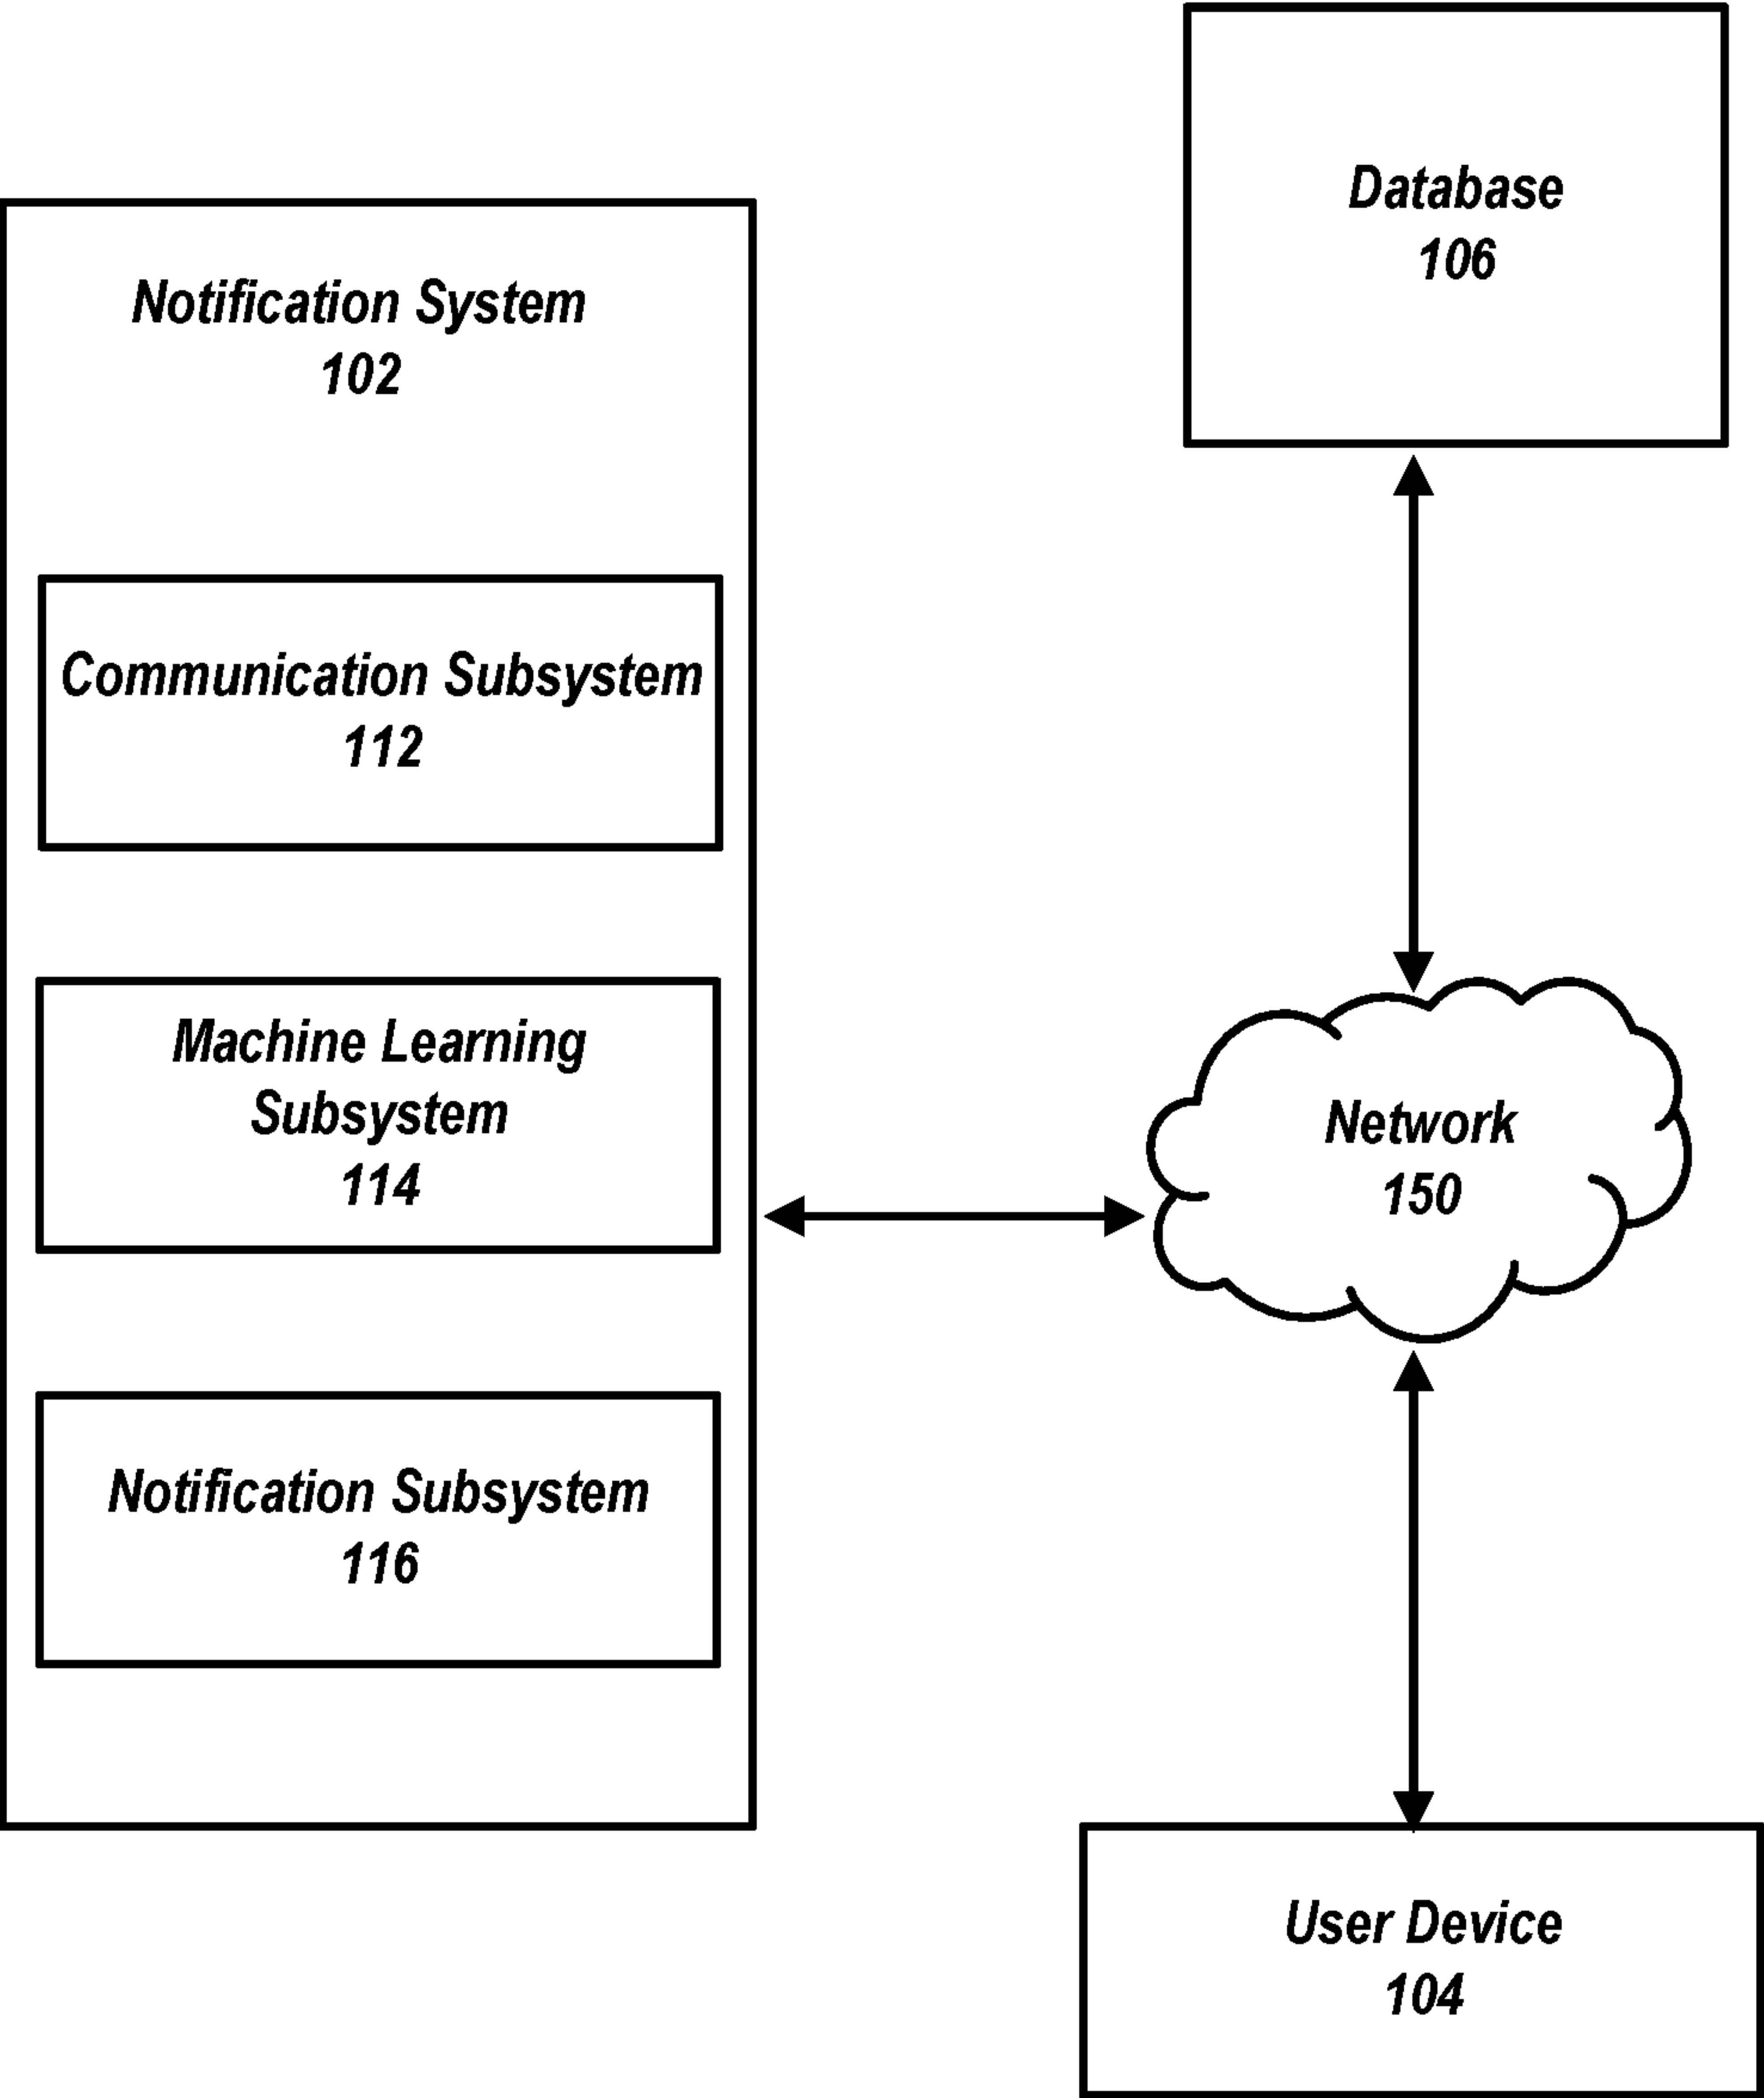 Notification System
102
Communication Subsystem
112
Machine Learning
Subsystem
114
Notification Subsystem
116
Database
106
Network
150
User Device
104